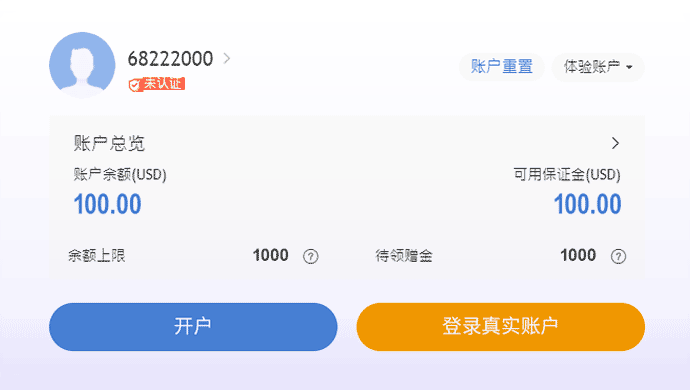 68222000
未认证
账户重置
体验账户
账户总览
账户余额(USD)
可用保证金(USD)
100.00
100.00
余额上限 1000
待领赠金 1000
开户
登录真实账户